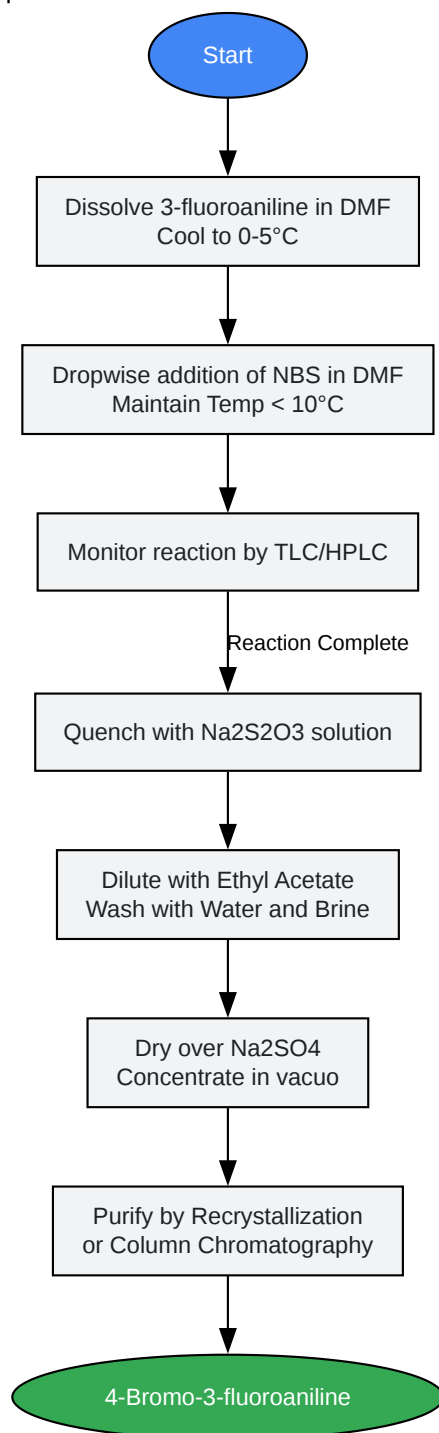 Start
Dissolve 3-fluoroaniline in DMF
Cool to 0-5°C
Dropwise addition of NBS in DMF
Maintain Temp < 10°C
Monitor reaction by TLC/HPLC
Reaction Complete
Quench with Na2S2O3 solution
Dilute with Ethyl Acetate
Wash with Water and Brine
Dry over Na2SO4
Concentrate in vacuo
Purify by Recrystallization
or Column Chromatography
4-Bromo-3-fluoroaniline